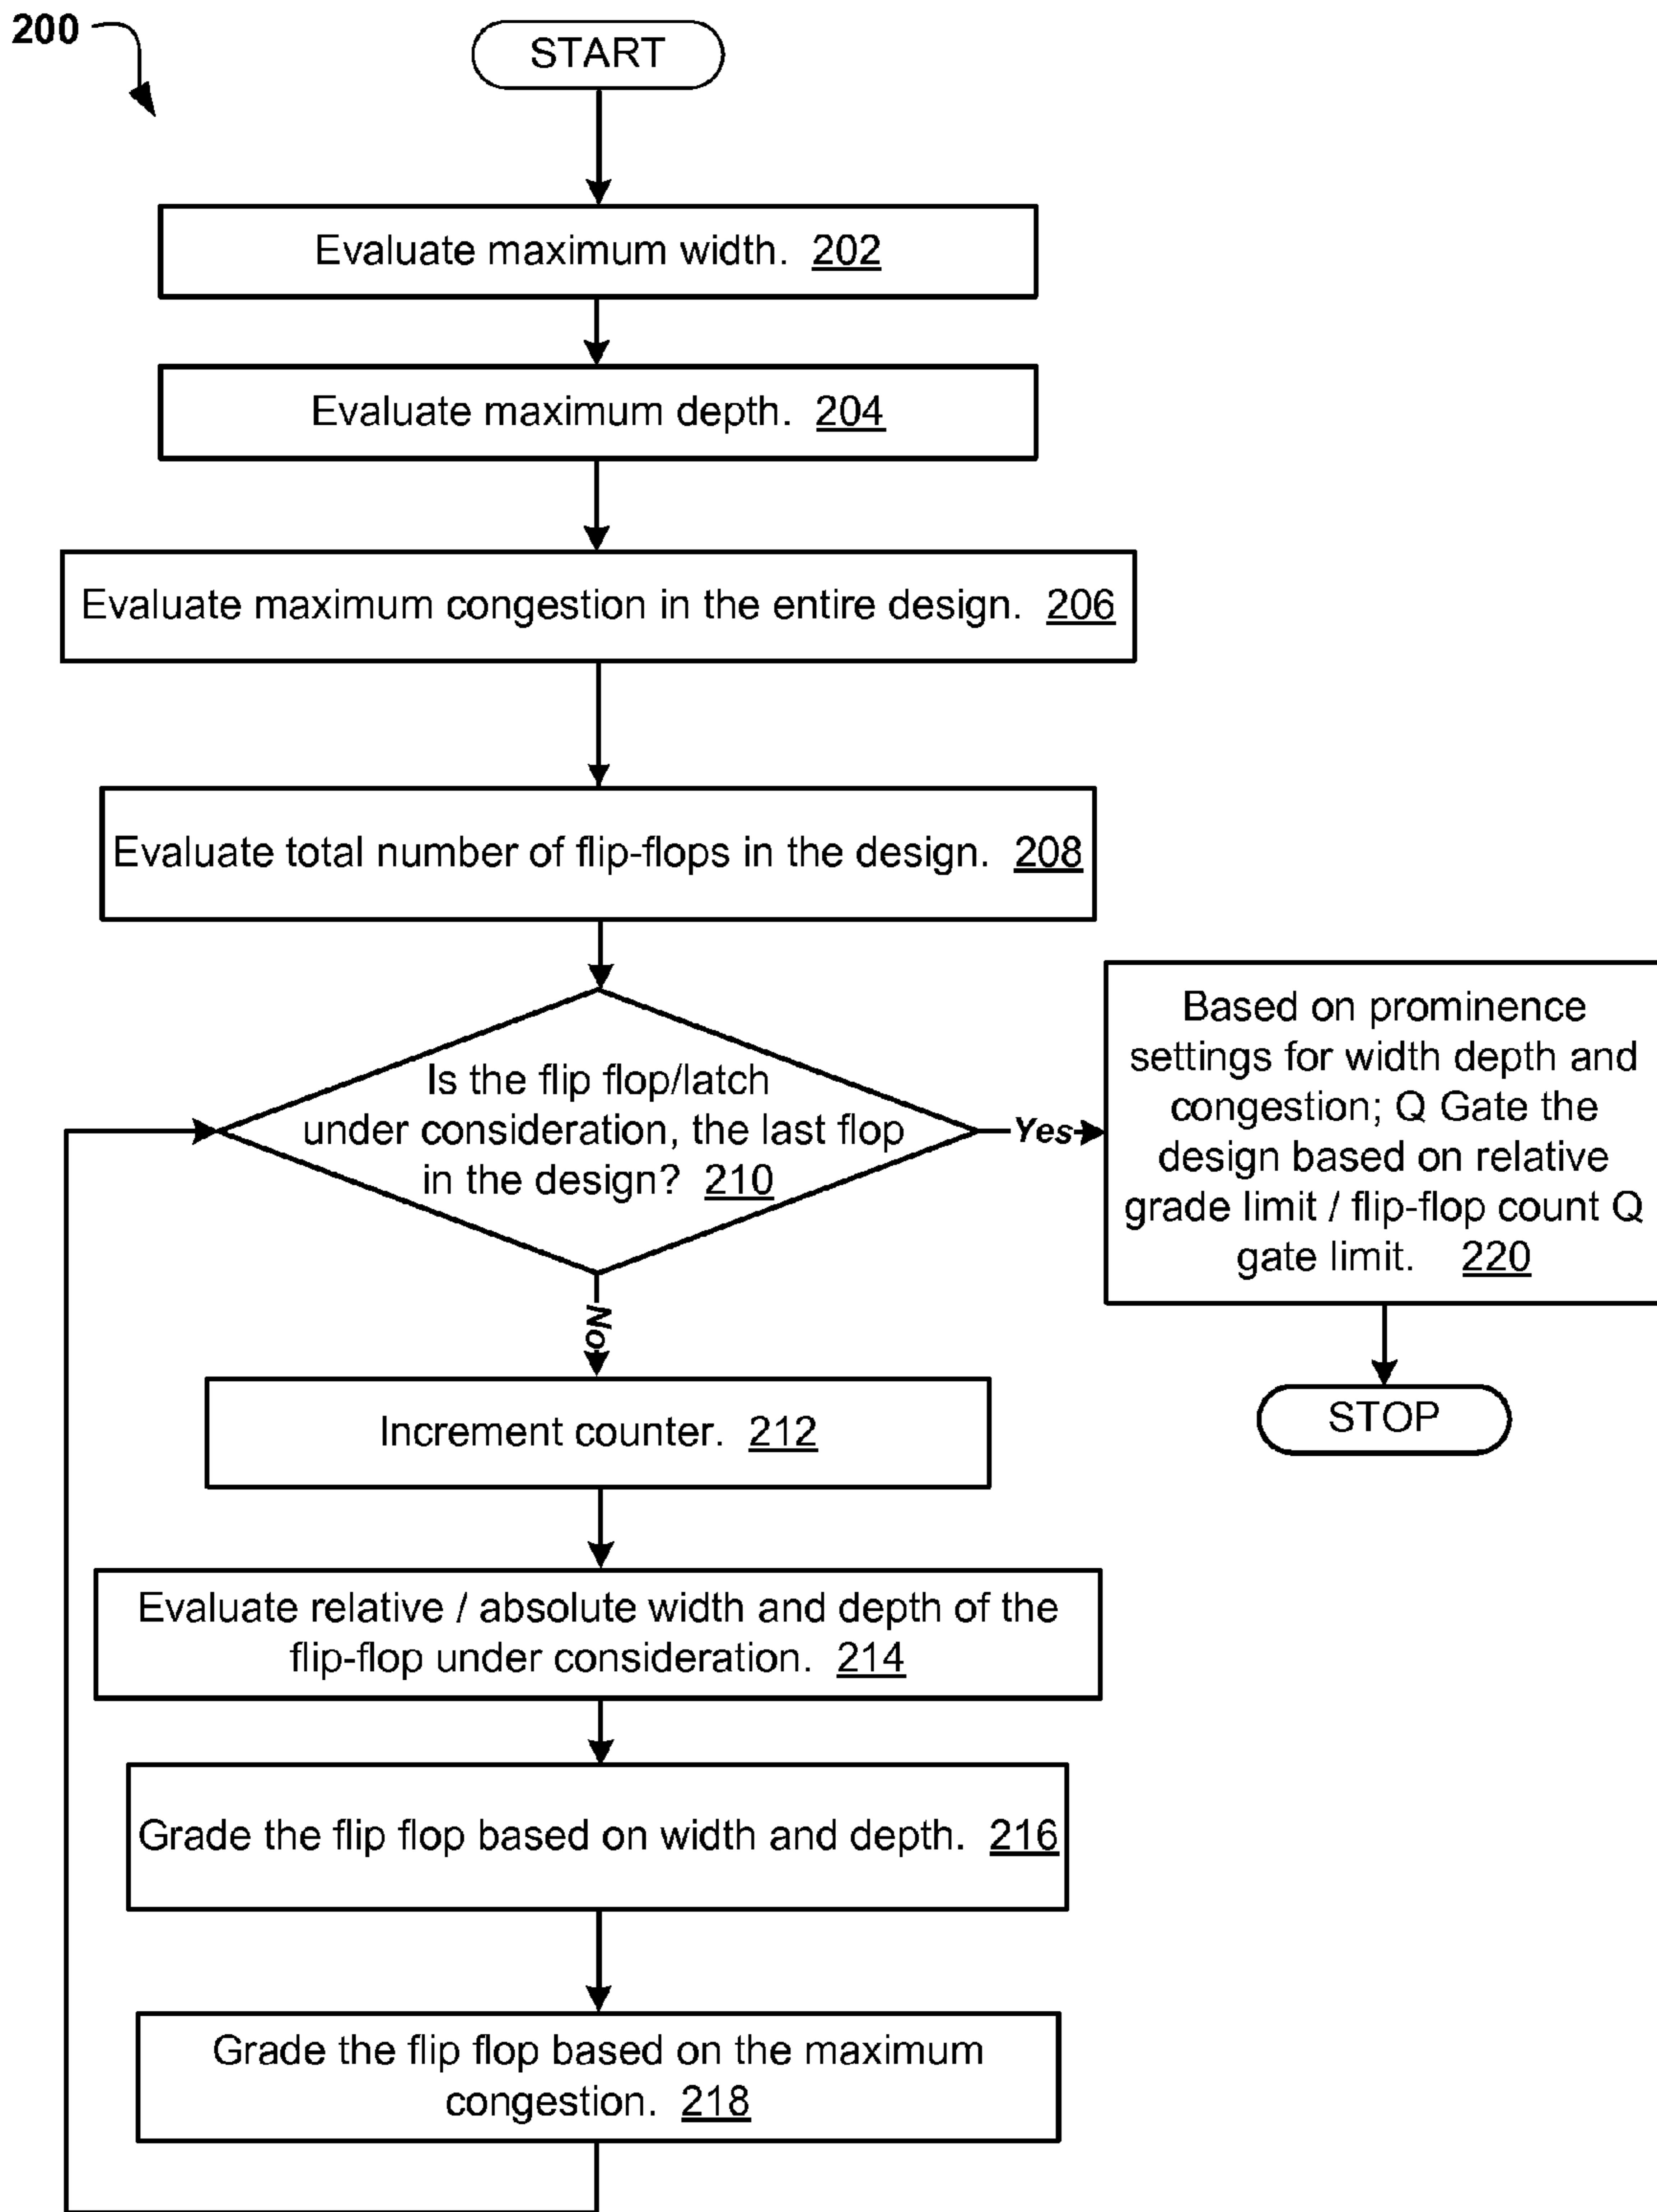 200
START
Evaluate maximum width. 202
Evaluate maximum depth. 204
Evaluate maximum congestion in the entire design. 206
Evaluate total number of flip-flops in the design. 208
Is the flip flop/latch
under consideration, the last flop
in the design? 210
Yes
Based on prominence
settings for width depth and
congestion; Q Gate the
design based on relative
grade limit / flip-flop count Q
gate limit. 220
No
STOP
Increment counter. 212
Evaluate relative / absolute width and depth of the
flip-flop under consideration. 214
Grade the flip flop based on width and depth. 216
Grade the flip flop based on the maximum
congestion. 218